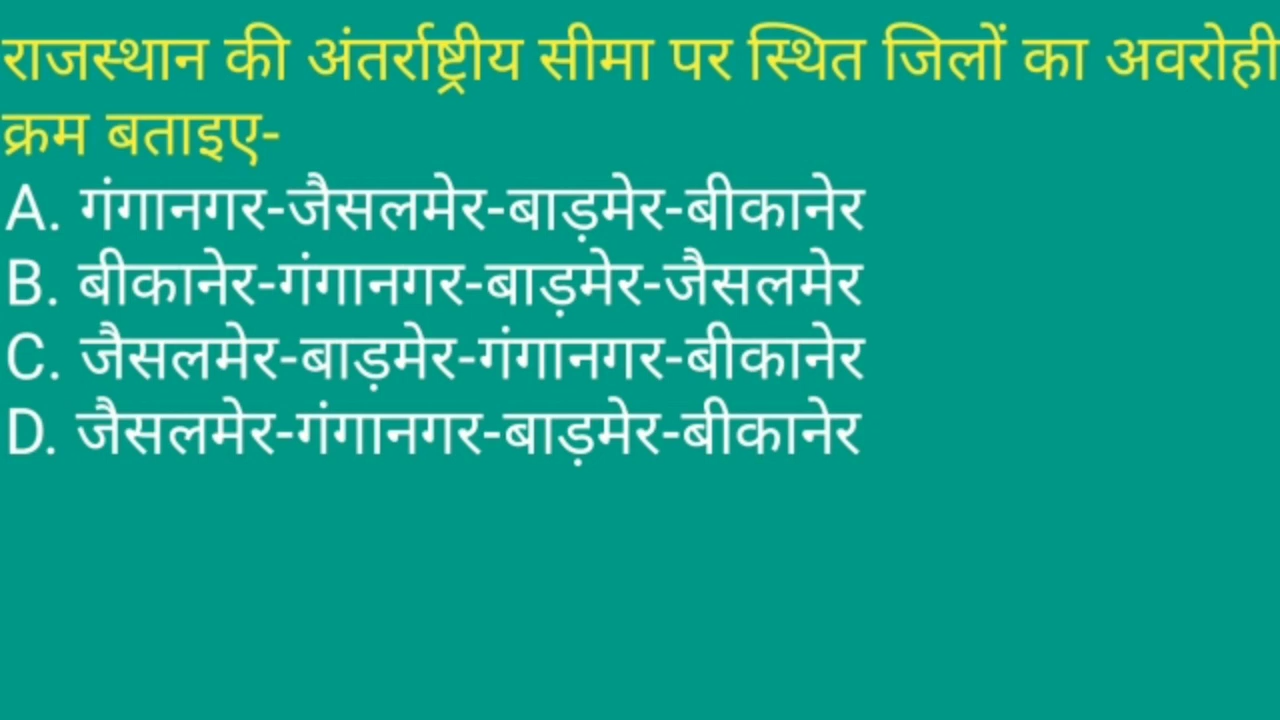 राजस्थान की अंतर्राष्ट्रीय सीमा पर स्थित जिलों का अवरोही
क्रम बताइए-
A. गंगानगर-जैसलमेर-बाड़मेर-बीकानेर
B. बीकानेर-गंगानगर-बाड़मेर-जैसलमेर
C. जैसलमेर-बाड़मेर-गंगानगर-बीकानेर
D. जैसलमेर-गंगानगर-बाड़मेर-बीकानेर